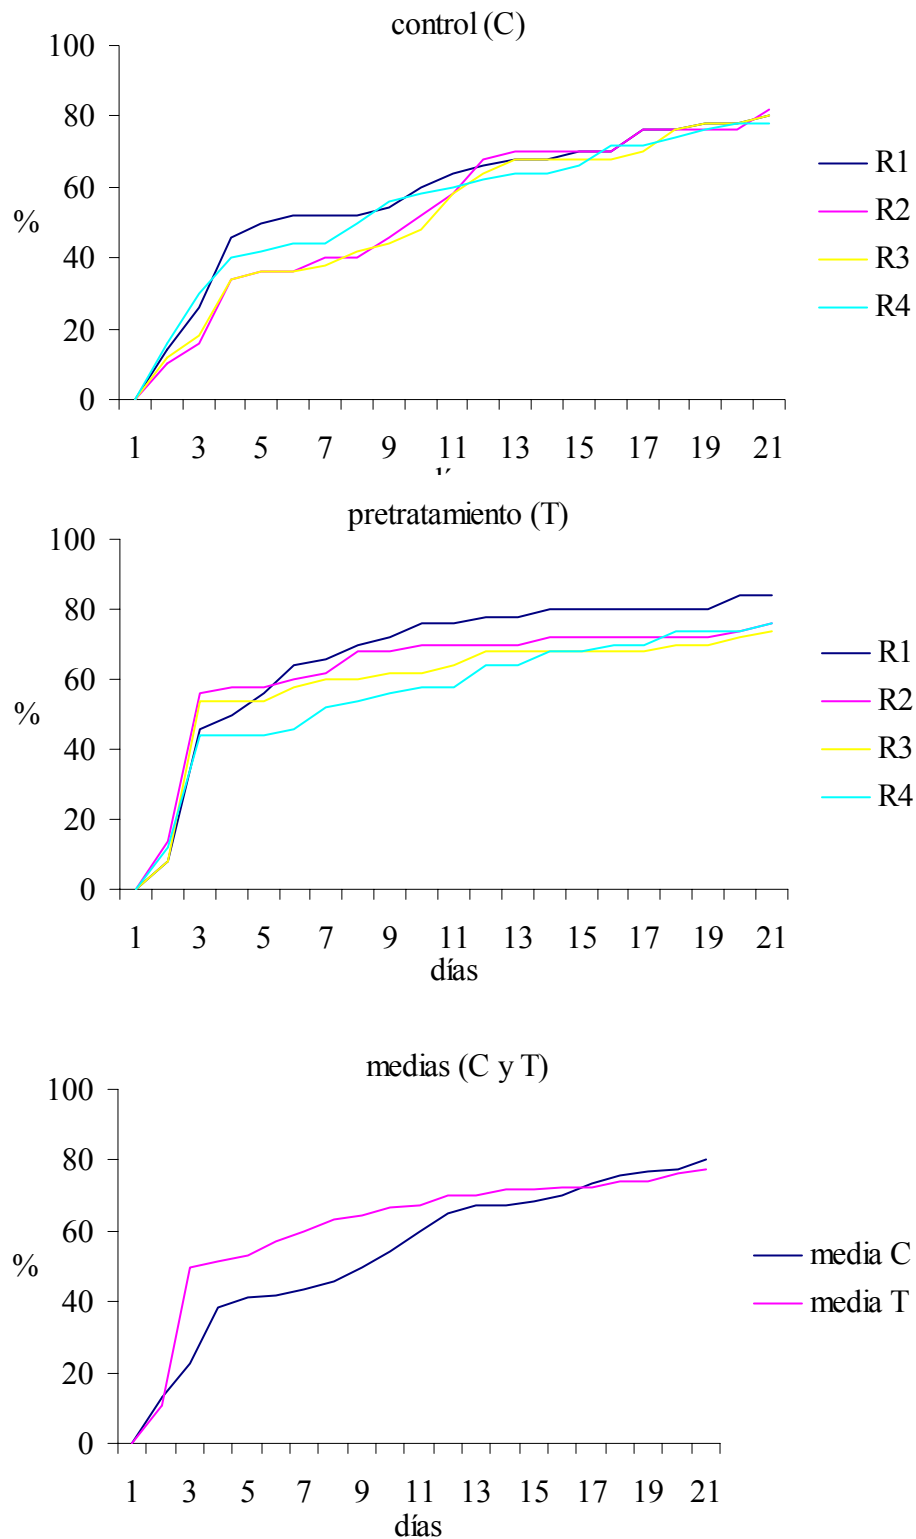 control (C)
100
80
60
40
20
0
%
1 3 5 7 9 11 13 15 17 19 21
R1
R2
R3
R4
pretratamiento (T)
100
80
60
40
20
0
%
1 3 5 7 9 11 13 15 17 19 21
días
R1
R2
R3
R4
medias (C y T)
100
80
60
40
20
0
%
1 3 5 7 9 11 13 15 17 19 21
días
media C
media T